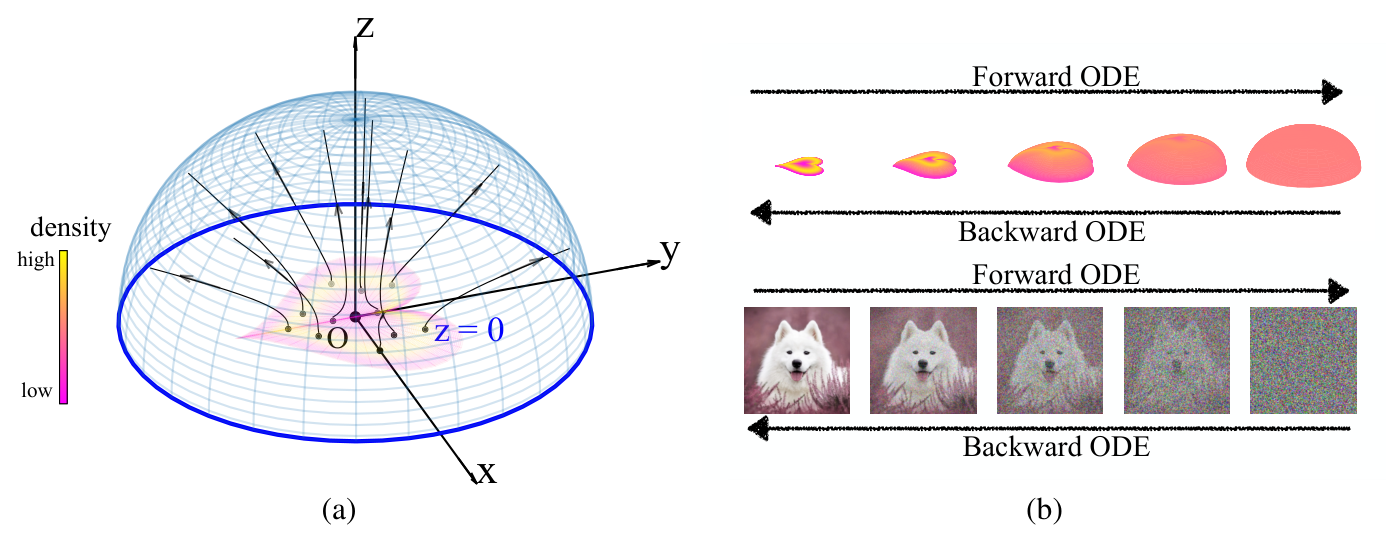 z
y
density
high
low
O
z = 0
x
(a)
Forward ODE
Backward ODE
Forward ODE
Backward ODE
(b)